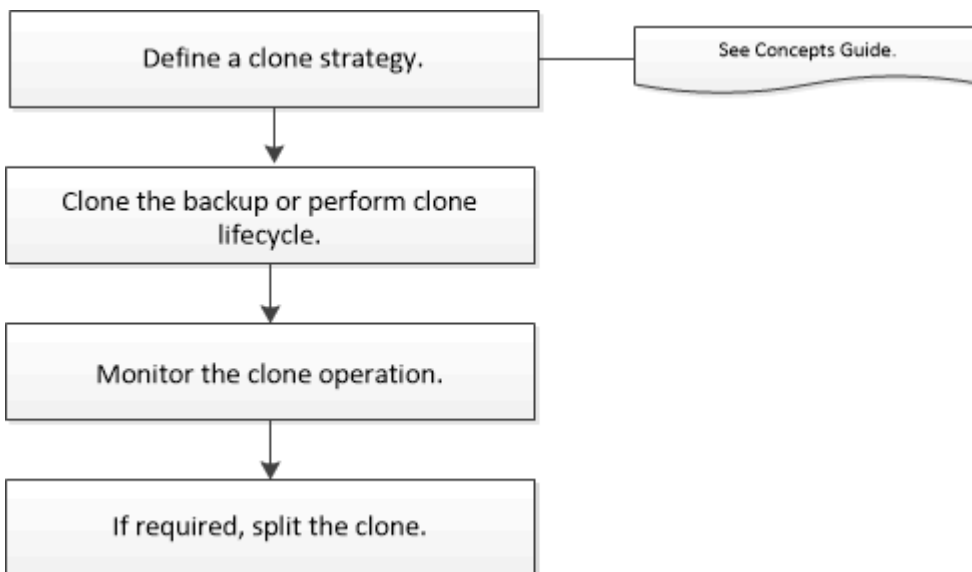 Define a clone strategy.
See Concepts Guide.
Clone the backup or perform clone
lifecycle.
Monitor the clone operation.
If required, split the clone.